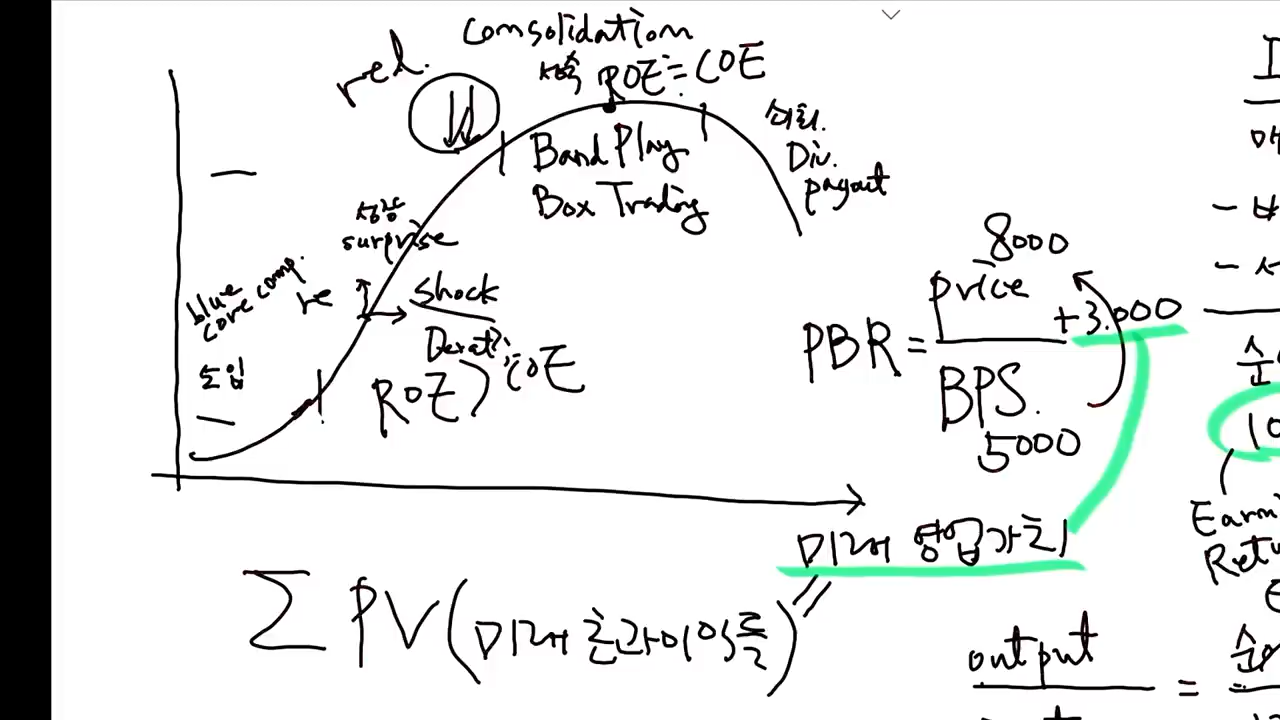 Consolidation
red.
성숙 ROE = COE
쇠퇴.
Div.
payout
Band Play
Box Trading
성장
surprise
blue
core comp.
re
Shock
도입
ROE > COE
8000
price
+3.000
PBR =
BPS.
5000
미래 영업가치
Σ PV(미래 초과이익)
output
=
Earni
Retu